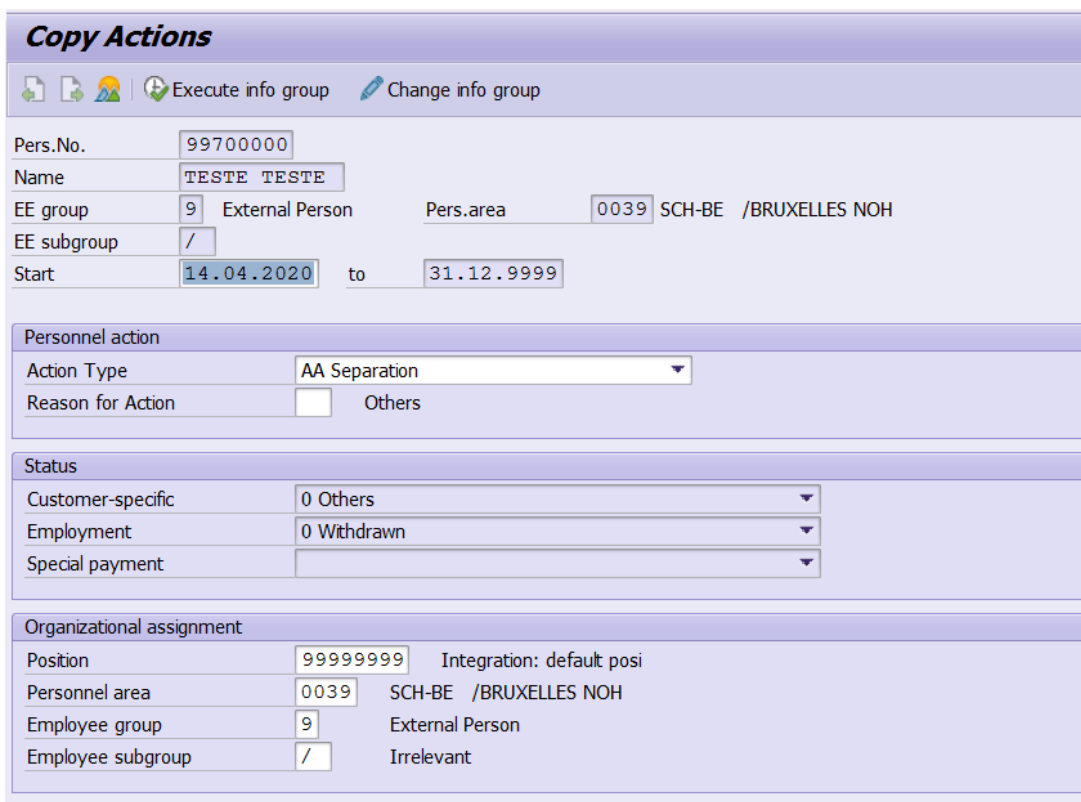 Copy Actions
Execute info group Change info group
Pers.No. 99700000
Name TESTE TESTE
EE group 9 External Person Pers.area 0039 SCH-BE /BRUXELLES NOH
EE subgroup /
Start 14.04.2020 to 31.12.9999
Personnel action
Action Type AA Separation
Reason for Action Others
Status
Customer-specific 0 Others
Employment 0 Withdrawn
Special payment
Organizational assignment
Position 99999999 Integration: default posi
Personnel area 0039 SCH-BE /BRUXELLES NOH
Employee group 9 External Person
Employee subgroup / Irrelevant